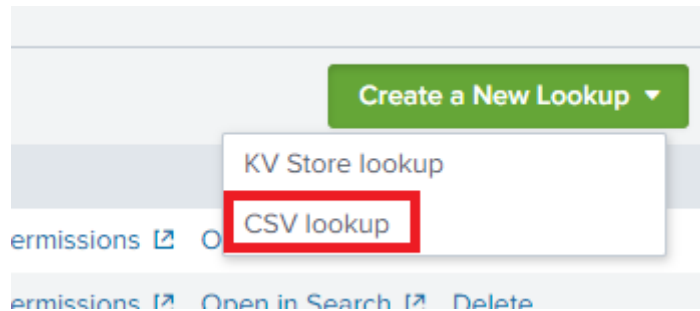 Create a New Lookup
KV Store lookup
CSV lookup
ermissions O
ermissions Open in Search Delete